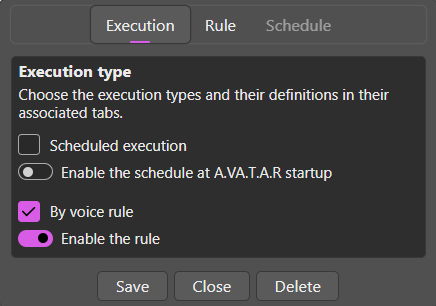 Execution Rule Schedule
Execution type
Choose the execution types and their definitions in their
associated tabs.
Scheduled execution
Enable the schedule at A.VA.T.A.R startup
By voice rule
Enable the rule
Save Close Delete